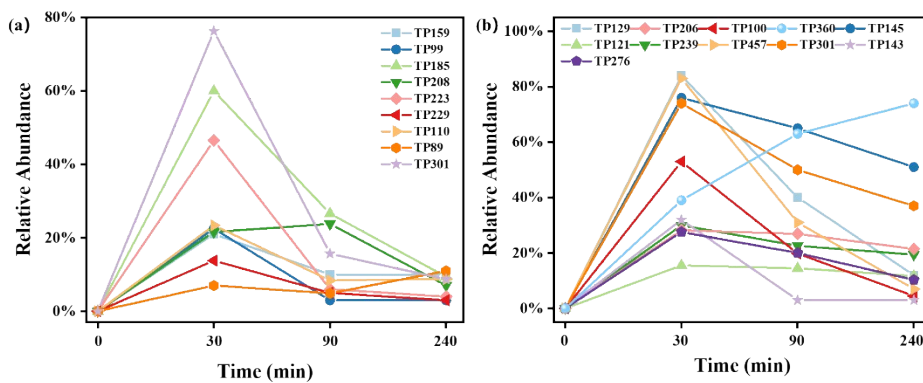 (a)
80%
60%
40%
20%
0%
Relative Abundance
0 30 90 240
Time (min)
TP159
TP99
TP185
TP208
TP223
TP229
TP110
TP89
TP301
(b)
100%
80%
60%
40%
20%
0%
Relative Abundance
0 30 90 240
Time (min)
TP129 TP206 TP100 TP360 TP145
TP121 TP239 TP457 TP301 TP143
TP276